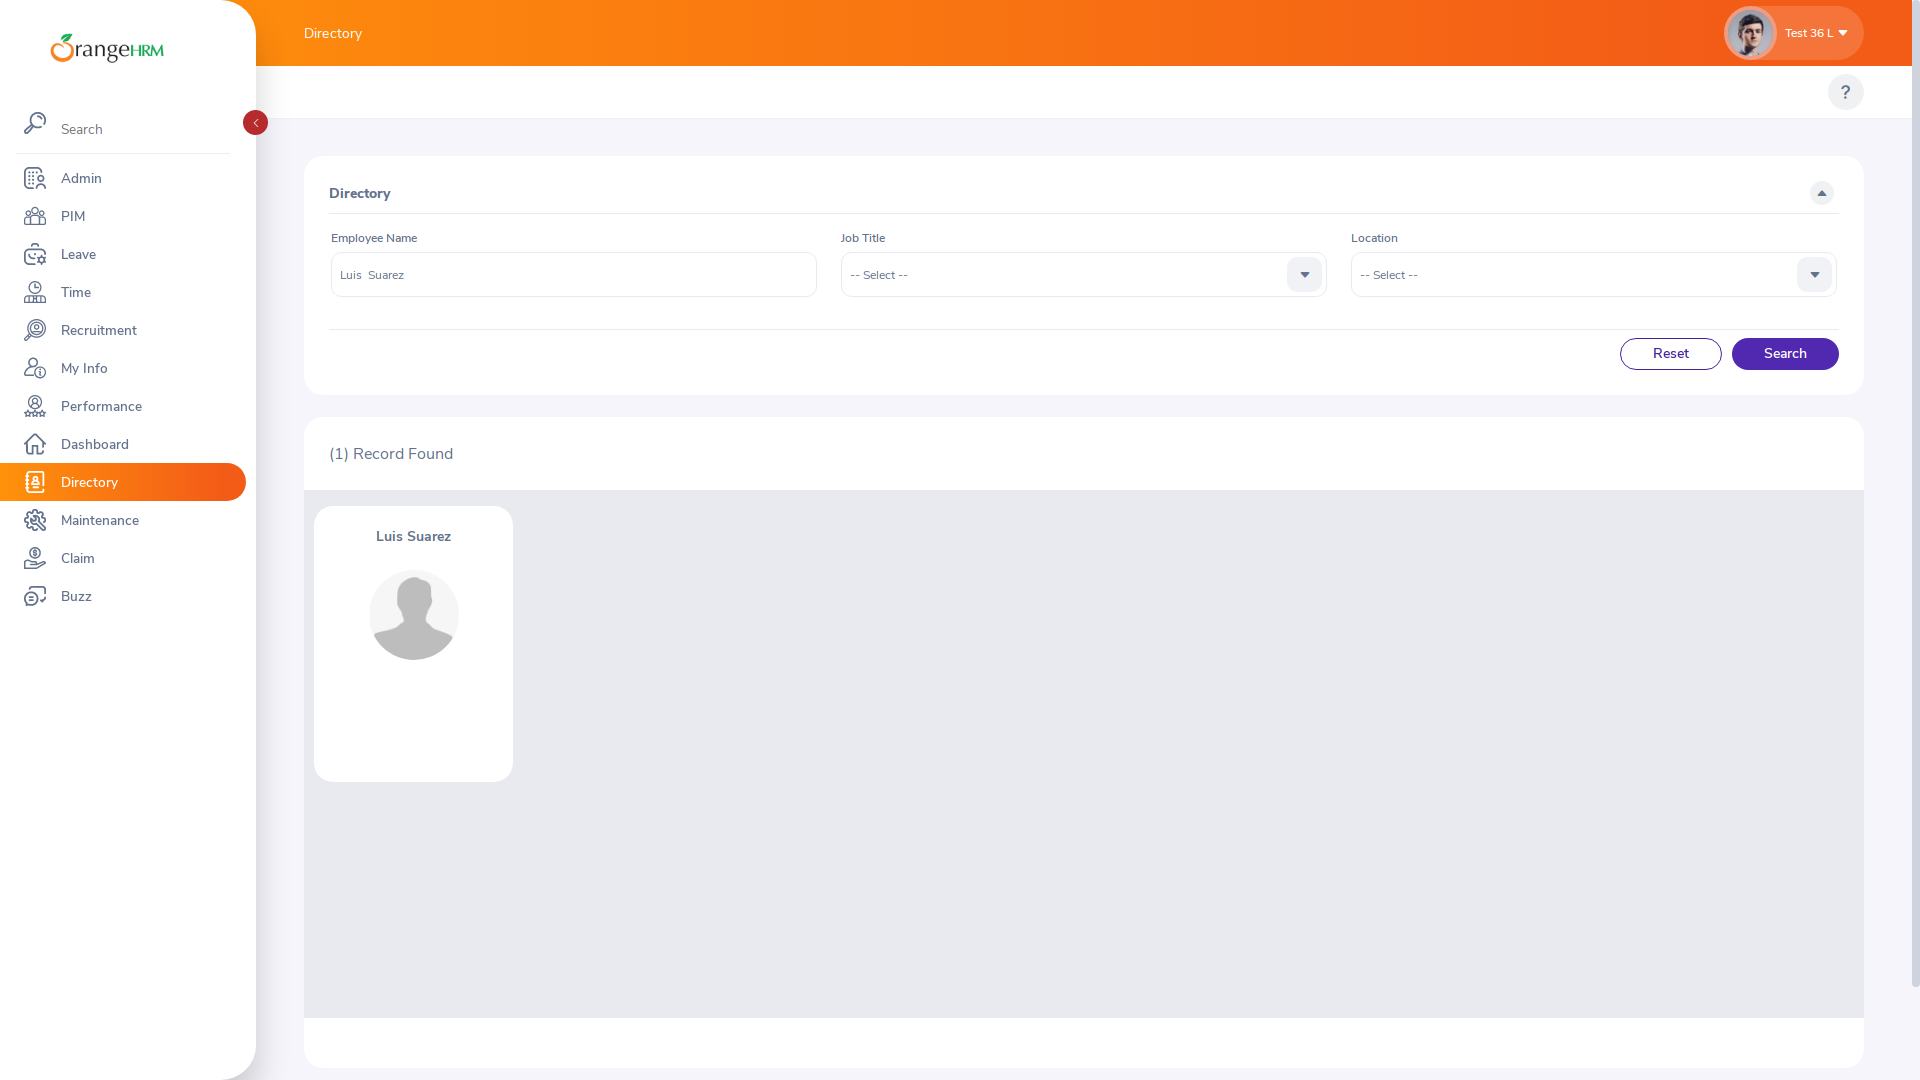 OrangeHRM
Search
Admin
PIM
Leave
Time
Recruitment
My Info
Performance
Dashboard
Directory
Maintenance
Claim
Buzz
Directory
Test 36 L
?
Directory
Employee Name
Luis  Suarez
Job Title
-- Select --
Location
-- Select --
Reset
Search
(1) Record Found
Luis Suarez